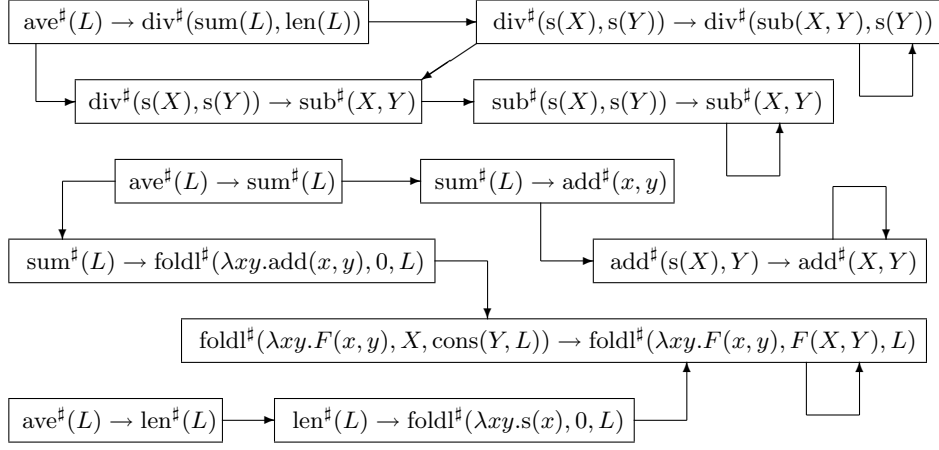 ave♯(L) → div♯(sum(L), len(L))
div♯(s(X), s(Y)) → div♯(sub(X, Y), s(Y))
div♯(s(X), s(Y)) → sub♯(X, Y)
sub♯(s(X), s(Y)) → sub♯(X, Y)
ave♯(L) → sum♯(L)
sum♯(L) → add♯(x, y)
sum♯(L) → foldl♯(λxy.add(x, y), 0, L)
add♯(s(X), Y) → add♯(X, Y)
foldl♯(λxy.F(x, y), X, cons(Y, L)) → foldl♯(λxy.F(x, y), F(X, Y), L)
ave♯(L) → len♯(L)
len♯(L) → foldl♯(λxy.s(x), 0, L)